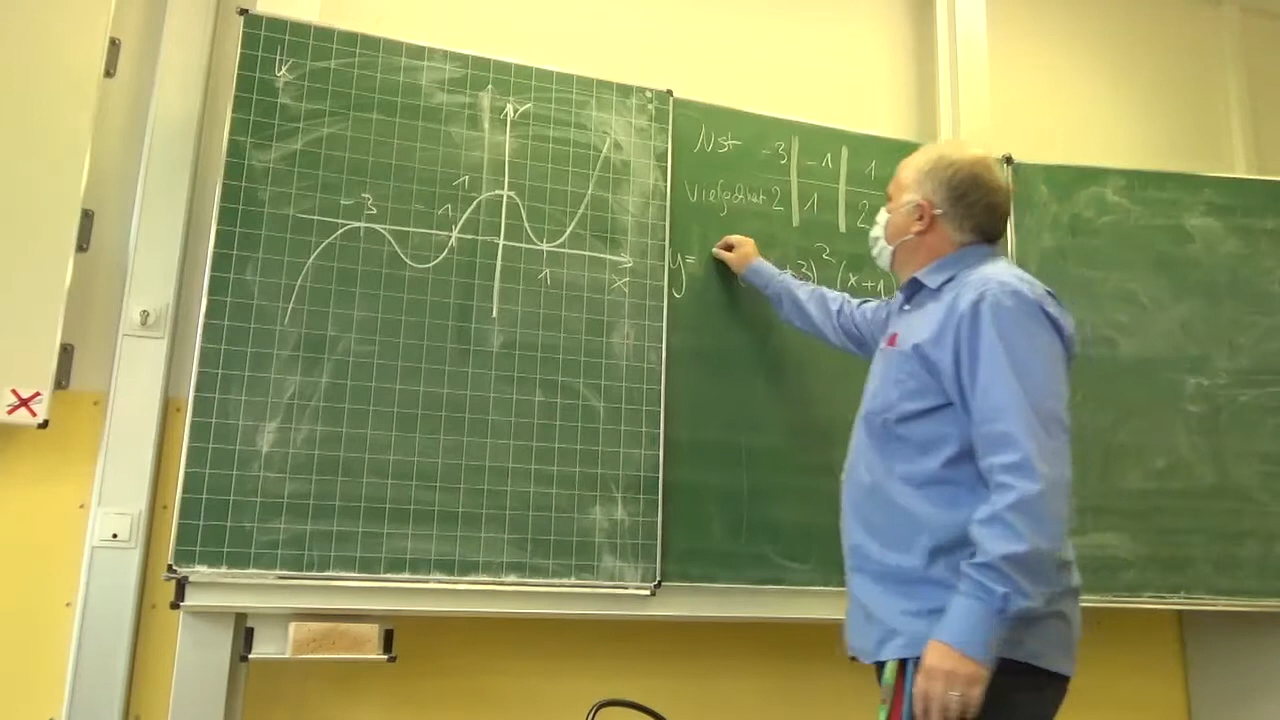 K
Y
1
-3
-1
1
X
Nst -3 -1 1
Vielfachheit 2 1 2
y= +3)² (x+1)